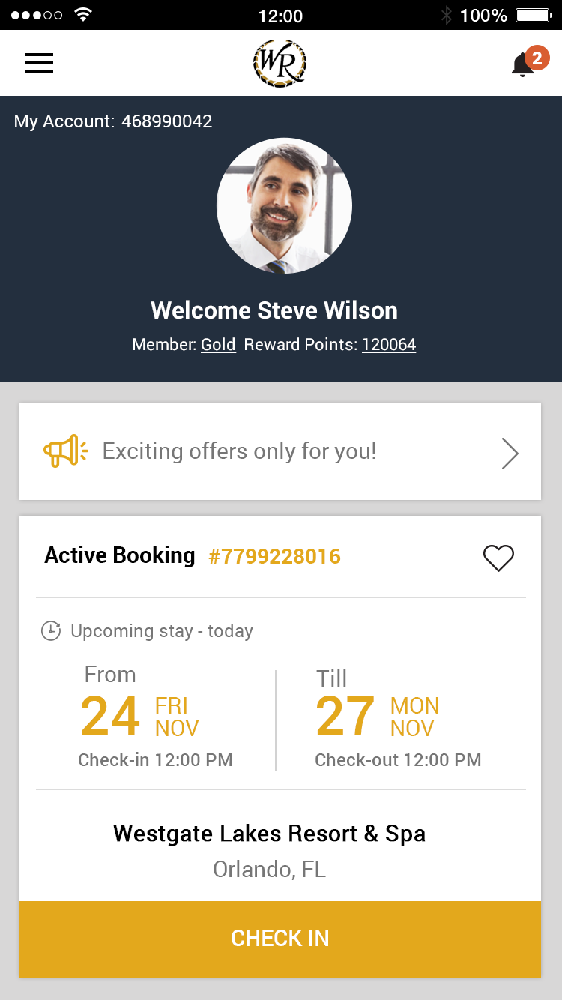 12:00 100%
WR
2
My Account: 468990042
Welcome Steve Wilson
Member: Gold Reward Points: 120064
Exciting offers only for you!
Active Booking #7799228016
Upcoming stay - today
From
24 FRI NOV
Check-in 12:00 PM
Till
27 MON NOV
Check-out 12:00 PM
Westgate Lakes Resort & Spa
Orlando, FL
CHECK IN